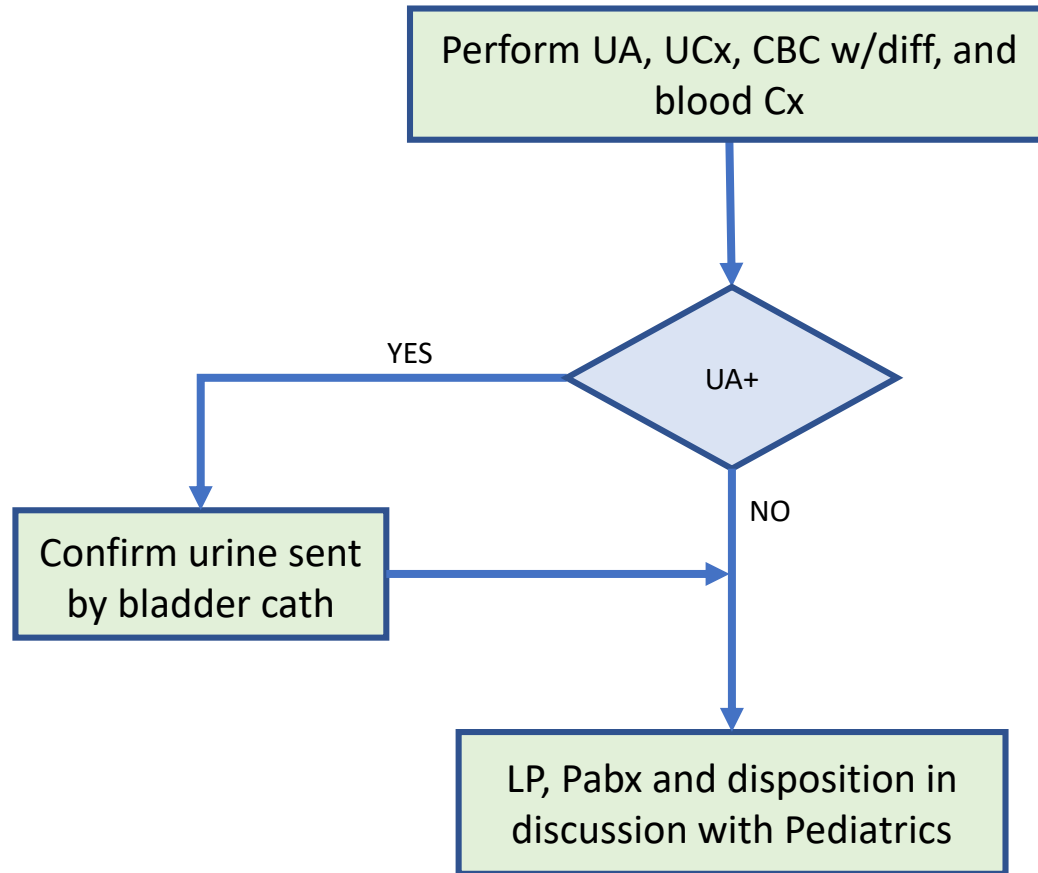 Perform UA, UCx, CBC w/diff, and
blood Cx
YES
UA+
NO
Confirm urine sent
by bladder cath
LP, Pabx and disposition in
discussion with Pediatrics